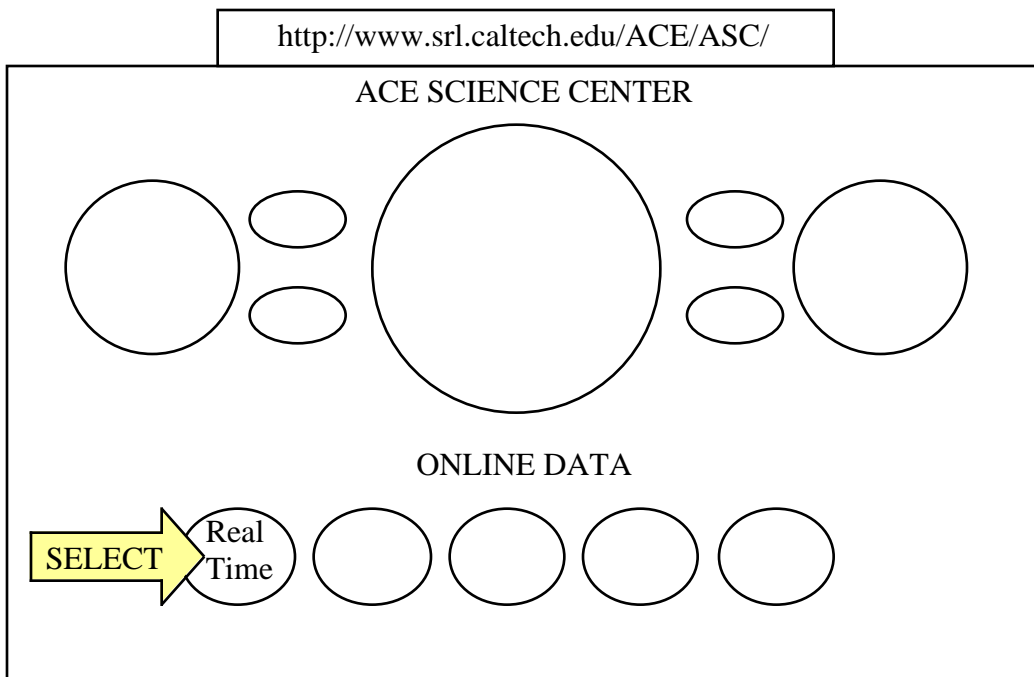 http://www.srl.caltech.edu/ACE/ASC/
ACE SCIENCE CENTER
ONLINE DATA
SELECT
Real
Time